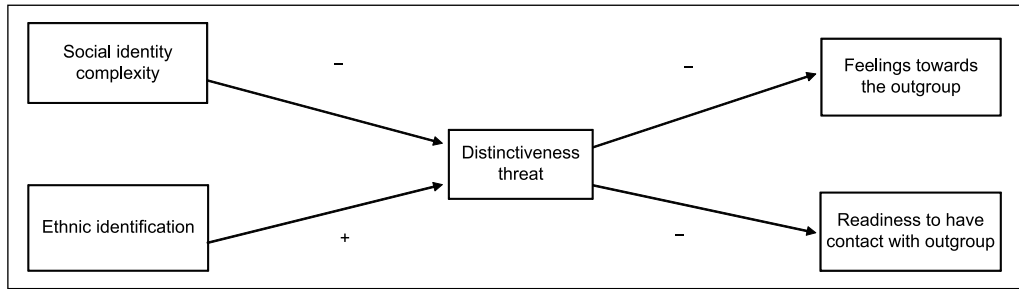 Social identity
complexity
–
–
Feelings towards
the outgroup
Distinctiveness
threat
Ethnic identification
+
–
Readiness to have
contact with outgroup